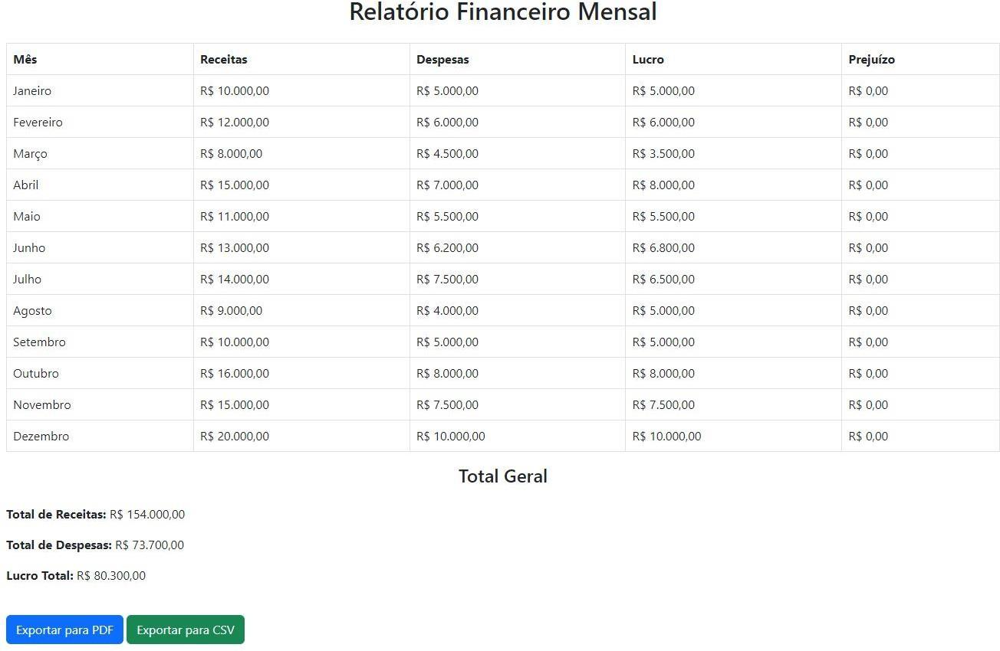 Relatório Financeiro Mensal
Mês Receitas Despesas Lucro Prejuízo
Janeiro R$ 10.000,00 R$ 5.000,00 R$ 5.000,00 R$ 0,00
Fevereiro R$ 12.000,00 R$ 6.000,00 R$ 6.000,00 R$ 0,00
Março R$ 8.000,00 R$ 4.500,00 R$ 3.500,00 R$ 0,00
Abril R$ 15.000,00 R$ 7.000,00 R$ 8.000,00 R$ 0,00
Maio R$ 11.000,00 R$ 5.500,00 R$ 5.500,00 R$ 0,00
Junho R$ 13.000,00 R$ 6.200,00 R$ 6.800,00 R$ 0,00
Julho R$ 14.000,00 R$ 7.500,00 R$ 6.500,00 R$ 0,00
Agosto R$ 9.000,00 R$ 4.000,00 R$ 5.000,00 R$ 0,00
Setembro R$ 10.000,00 R$ 5.000,00 R$ 5.000,00 R$ 0,00
Outubro R$ 16.000,00 R$ 8.000,00 R$ 8.000,00 R$ 0,00
Novembro R$ 15.000,00 R$ 7.500,00 R$ 7.500,00 R$ 0,00
Dezembro R$ 20.000,00 R$ 10.000,00 R$ 10.000,00 R$ 0,00
Total Geral
Total de Receitas: R$ 154.000,00
Total de Despesas: R$ 73.700,00
Lucro Total: R$ 80.300,00
Exportar para PDF Exportar para CSV